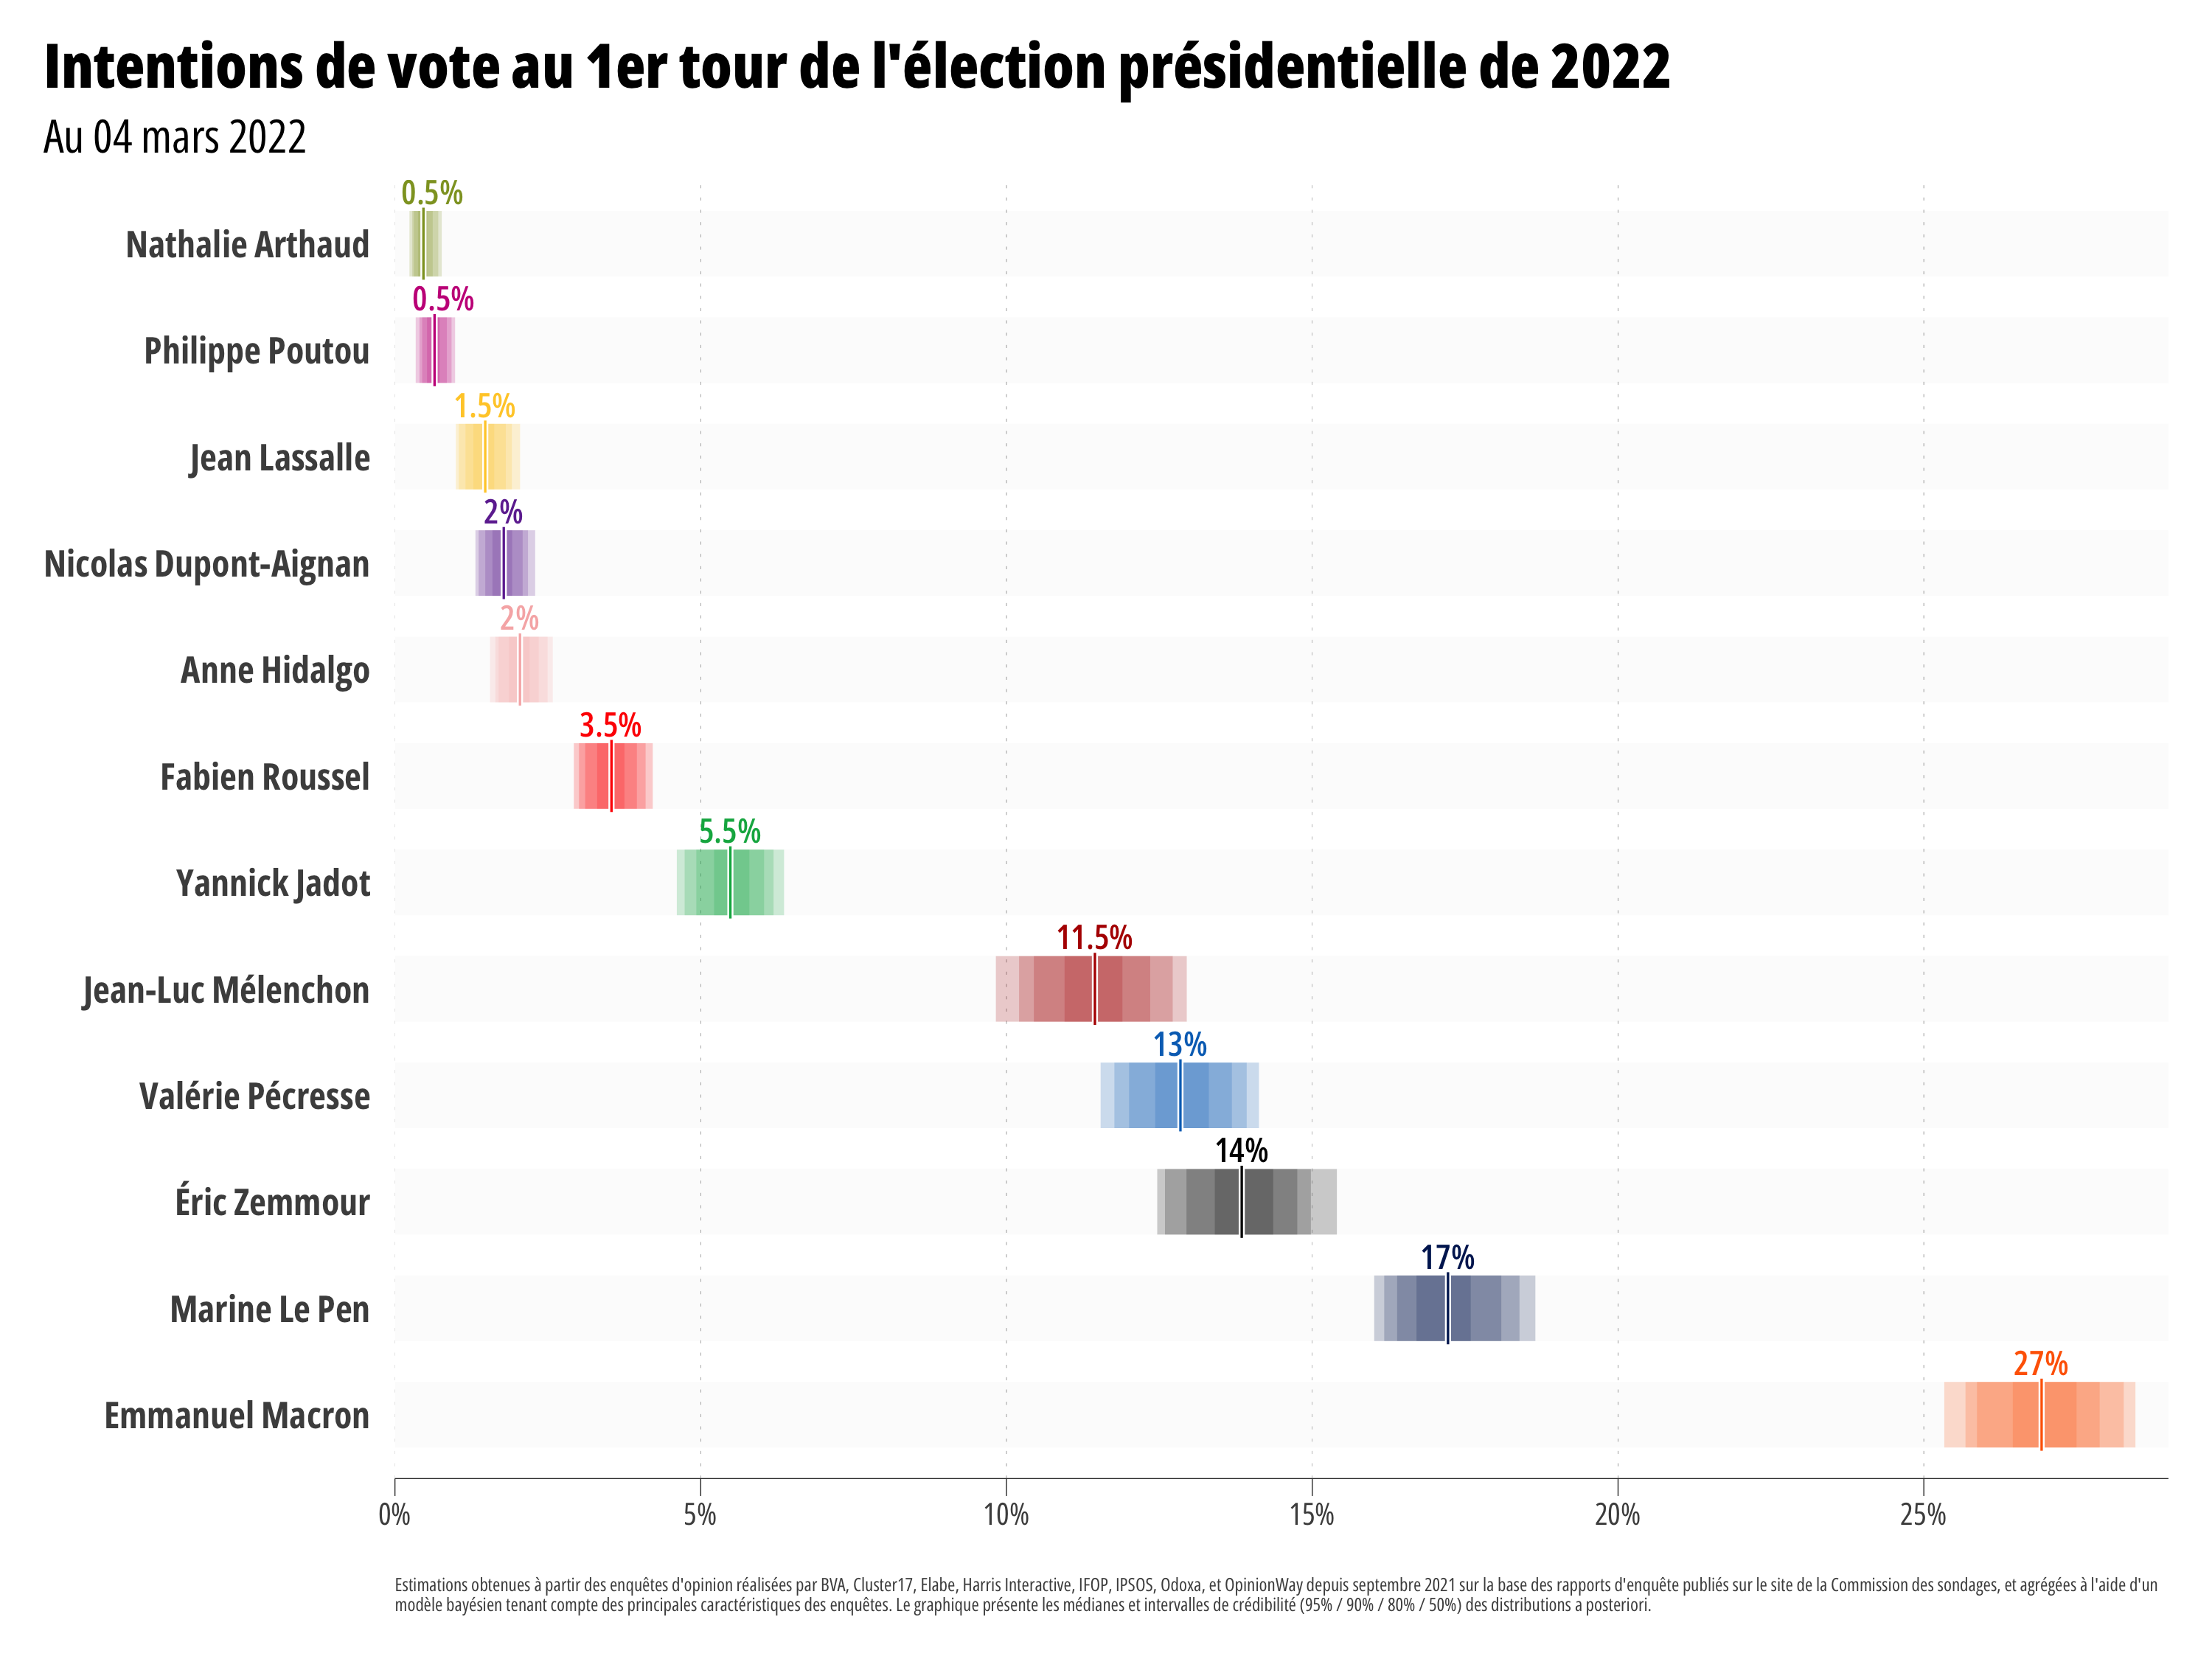 Intentions de vote au 1er tour de l'élection présidentielle de 2022
Au 04 mars 2022
0.5%
Nathalie Arthaud
0.5%
Philippe Poutou
1.5%
Jean Lassalle
2%
Nicolas Dupont-Aignan
2%
Anne Hidalgo
3.5%
Fabien Roussel
5.5%
Yannick Jadot
11.5%
Jean-Luc Mélenchon
13%
Valérie Pécresse
14%
Éric Zemmour
17%
Marine Le Pen
27%
Emmanuel Macron
0% 5% 10% 15% 20% 25%
Estimations obtenues à partir des enquêtes d'opinion réalisées par BVA, Cluster17, Elabe, Harris Interactive, IFOP, IPSOS, Odoxa, et OpinionWay depuis septembre 2021 sur la base des rapports d'enquête publiés sur le site de la Commission des sondages, et agrégées à l'aide d'un
modèle bayésien tenant compte des principales caractéristiques des enquêtes. Le graphique présente les médianes et intervalles de crédibilité (95% / 90% / 80% / 50%) des distributions a posteriori.